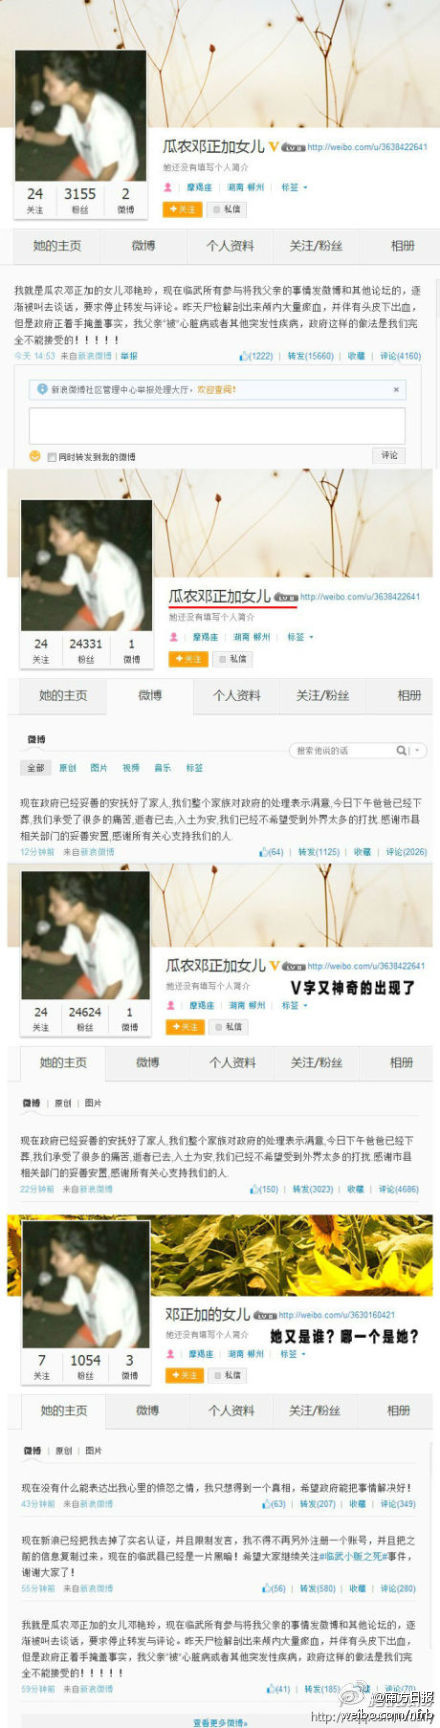 瓜农邓正加女儿 V LV8 http://weibo.com/u/3638422641
她还没有填写个人简介
摩羯座 湖南 郴州 标签
24 3155 2
关注 粉丝 微博
+关注 私信
她的主页 微博 个人资料 关注/粉丝 相册
我就是瓜农邓正加的女儿邓艳玲，现在临武所有参与将我父亲的事情发微博和其他论坛的，逐
渐被叫去谈话，要求停止转发与评论。昨天尸检解剖出来颅内大量瘀血，并伴有头皮下出血，
但是政府正着手掩盖事实，我父亲“被”心脏病或者其他突发性疾病，政府这样的做法是我们完
全不能接受的！！！！！
今天 14:53 来自新浪微博 | 举报 (1222) | 转发(15660) | 收藏 | 评论(4160)
新浪微博社区管理中心举报处理大厅，欢迎查阅！ ×
同时转发到我的微博 评论
瓜农邓正加女儿 http://weibo.com/u/3638422641
她还没有填写个人简介
摩羯座 湖南 郴州 标签
24 24331 1
关注 粉丝 微博
+关注 私信
她的主页 微博 个人资料 关注/粉丝 相册
微博
搜索他说的话
全部 原创 图片 视频 音乐 标签
现在政府已经妥善的安抚好了家人,我们整个家族对政府的处理表示满意,今日下午爸爸已经下
葬,我们承受了很多的痛苦,逝者已去,入土为安,我们已经不希望受到外界太多的打扰.感谢市县
相关部门的妥善安置,感谢所有关心支持我们的人.
12分钟前 来自新浪微博 (64) | 转发(1125) | 收藏 | 评论(2026)
瓜农邓正加女儿 V http://weibo.com/u/3638422641
她还没有填写个人简介
V字又神奇的出现了
摩羯座 湖南 郴州 标签
24 24624 1
关注 粉丝 微博
+关注 私信
她的主页 微博 个人资料 关注/粉丝 相册
微博 | 原创 | 图片
现在政府已经妥善的安抚好了家人,我们整个家族对政府的处理表示满意,今日下午爸爸已经下
葬,我们承受了很多的痛苦,逝者已去,入土为安,我们已经不希望受到外界太多的打扰.感谢市县
相关部门的妥善安置,感谢所有关心支持我们的人.
22分钟前 来自新浪微博 (150) | 转发(3023) | 收藏 | 评论(4686)
邓正加的女儿 http://weibo.com/u/3630160421
她还没有填写个人简介
她又是谁？哪一个是她？
摩羯座 湖南 郴州 标签
7 1054 3
关注 粉丝 微博
+关注 私信
她的主页 微博 个人资料 关注/粉丝 相册
微博 | 原创 | 图片
现在没有什么能表达出我心里的愤怒之情，我只想得到一个真相，希望政府能把事情解决好！
43分钟前 来自新浪微博 (63) | 转发(207) | 收藏 | 评论(349)
现在新浪已经把我去掉了实名认证，并且限制发言，我不得不再另外注册一个账号，并且把之
前的信息复制过来，现在的临武县已经是一片黑暗！希望大家继续关注#临武小贩之死#事件，
谢谢大家了！
55分钟前 来自新浪微博 (56) | 转发(580) | 收藏 | 评论(280)
我就是瓜农邓正加的女儿邓艳玲，现在临武所有参与将我父亲的事情发微博和其他论坛的，逐
渐被叫去谈话，要求停止转发与评论。昨天尸检解剖出来颅内大量瘀血，并伴有头皮下出血，
但是政府正着手掩盖事实，我父亲“被”心脏病或者其他突发性疾病，政府这样的做法是我们完
全不能接受的！！！！！
59分钟前 来自新浪微博 (41) | 转发(185) 评论(70)
查看更多微博»
@南方日报
weibo.com/nfrb